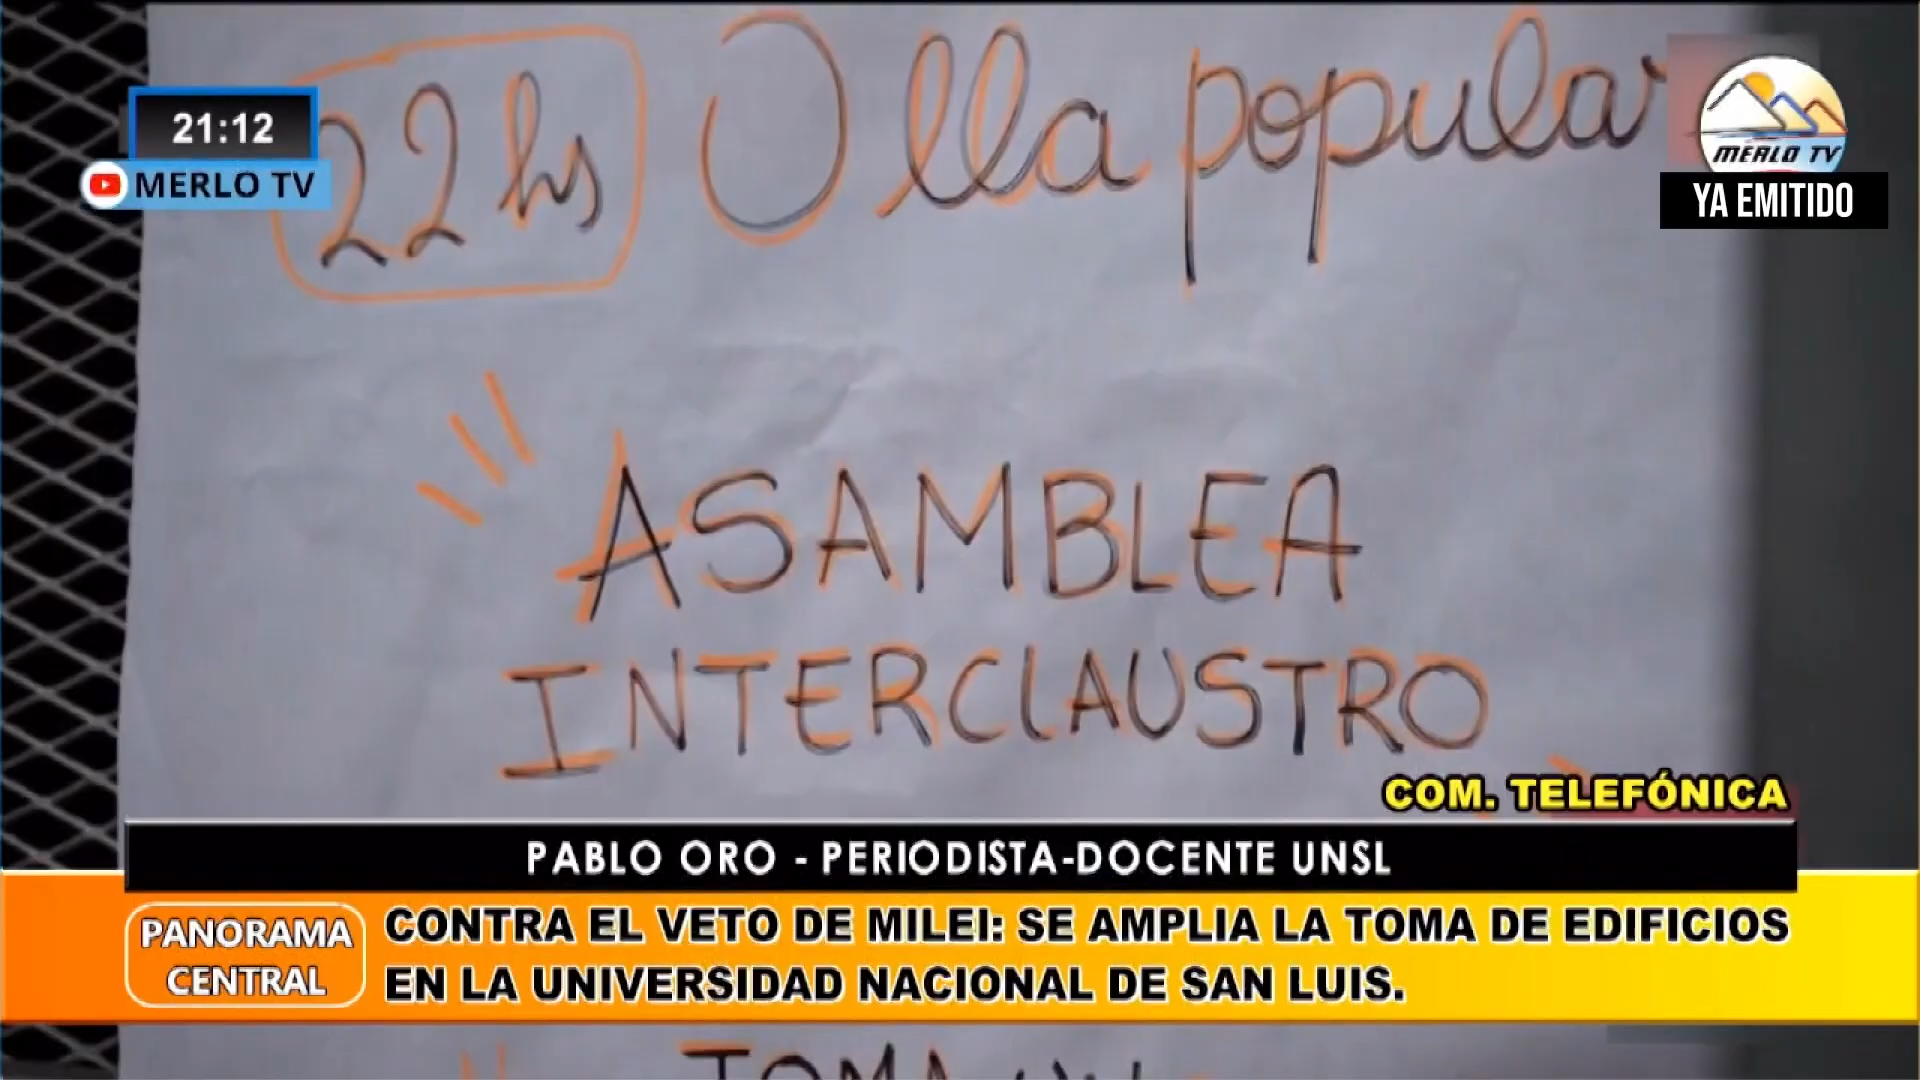 22 hs Olla popular
21:12
MERLO TV
MERLO TV
YA EMITIDO
ASAMBLEA
INTERCLAUSTRO
COM. TELEFÓNICA
PABLO ORO - PERIODISTA-DOCENTE UNSL
PANORAMA
CENTRAL
CONTRA EL VETO DE MILEI: SE AMPLIA LA TOMA DE EDIFICIOS
EN LA UNIVERSIDAD NACIONAL DE SAN LUIS.
TOMA